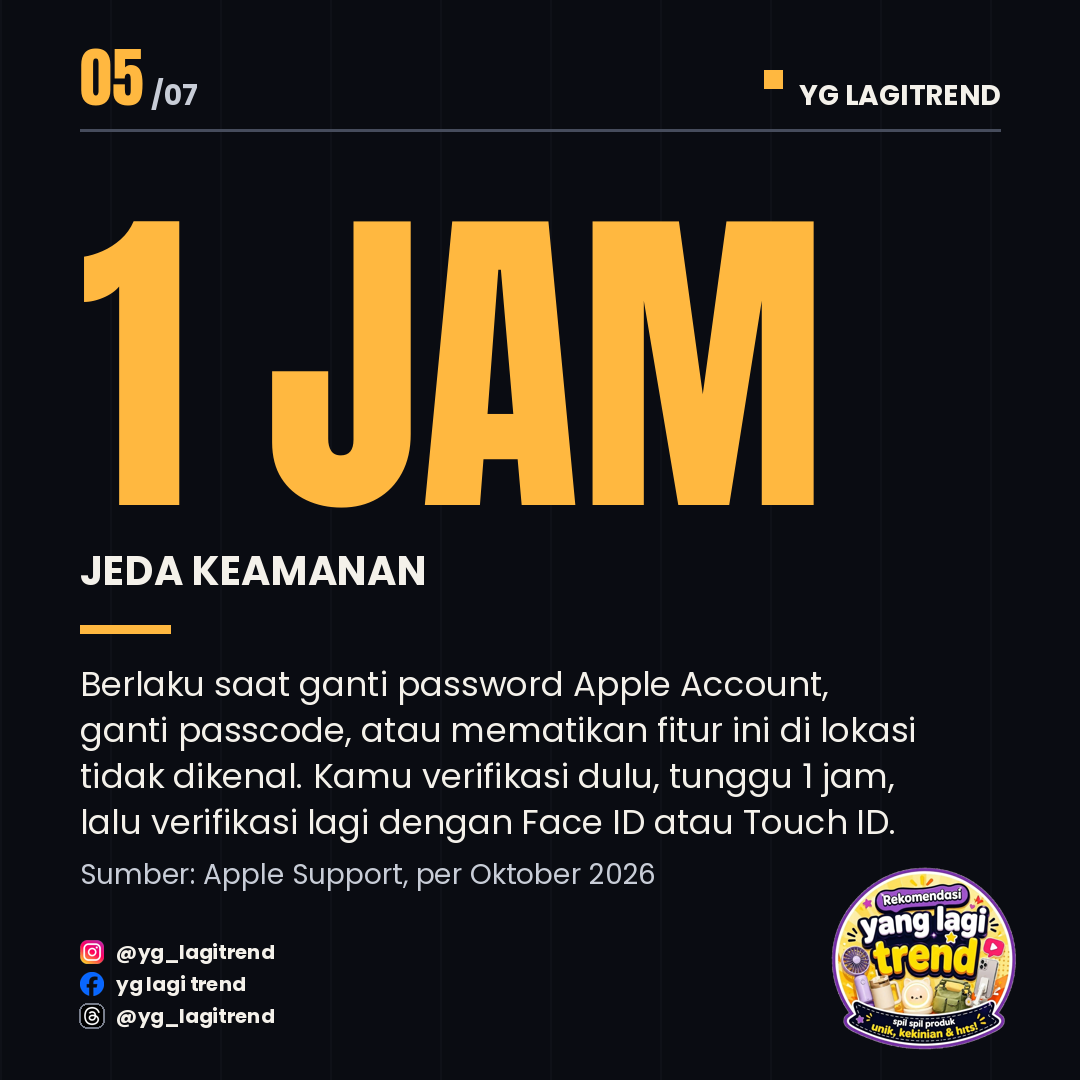 05 /07
YG LAGITREND
1 JAM
JEDA KEAMANAN
Berlaku saat ganti password Apple Account,
ganti passcode, atau mematikan fitur ini di lokasi
tidak dikenal. Kamu verifikasi dulu, tunggu 1 jam,
lalu verifikasi lagi dengan Face ID atau Touch ID.
Sumber: Apple Support, per Oktober 2026
@yg_lagitrend
yg lagi trend
@yg_lagitrend
Rekomendasi
yang lagi
trend
spil spil produk
unik, kekinian & hits!